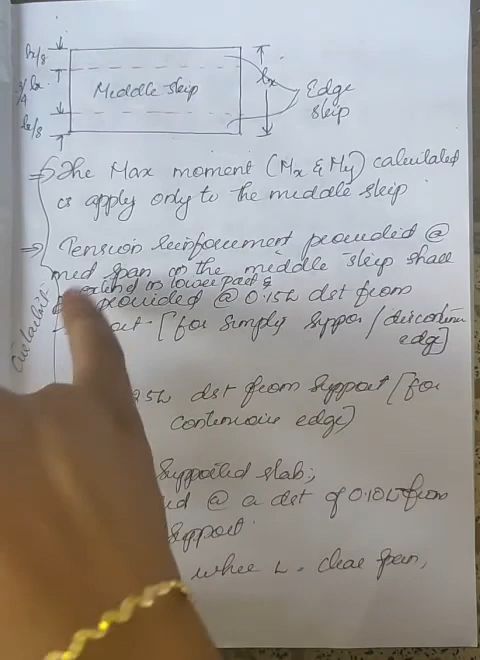 lx/8
3/4 lx
lx/8
Middle strip
lx
Edge
strip
⇒ The Max moment (Mx & My) calculated
is apply only to the middle strip
⇒ Tension reinforcement provided @
mid span in the middle strip shall
extend in lower part &
provided @ 0.15L dst from
[for simply suppor/discontinu
edge]
dst from support [for
continuous edge]
supported slab;
@ a dst of 0.10L from
support.
where L = clear span,